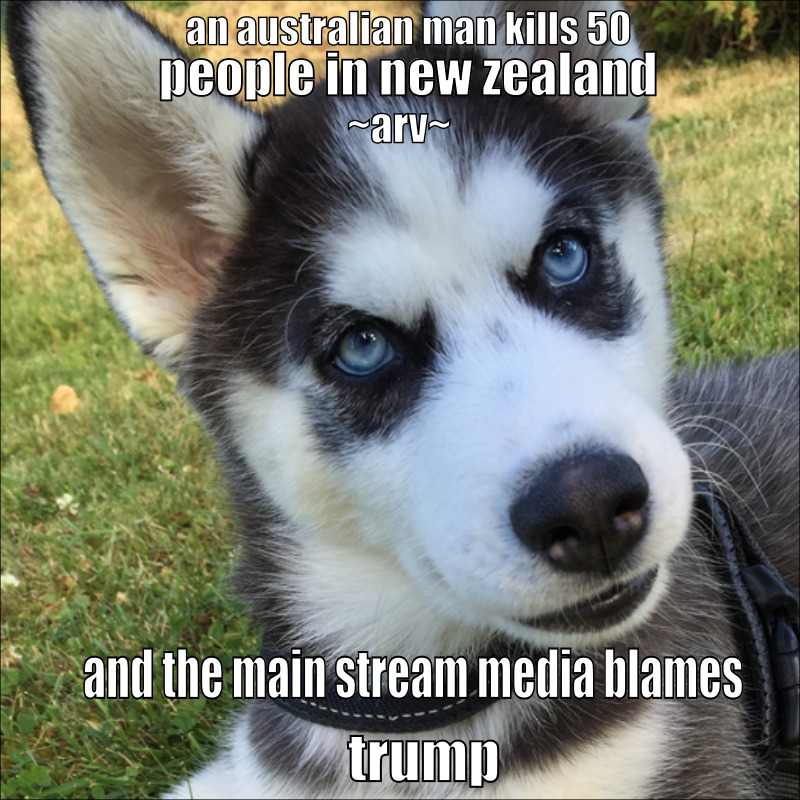 an australian man kills 50
people in new zealand
~arv~
and the main stream media blames
trump